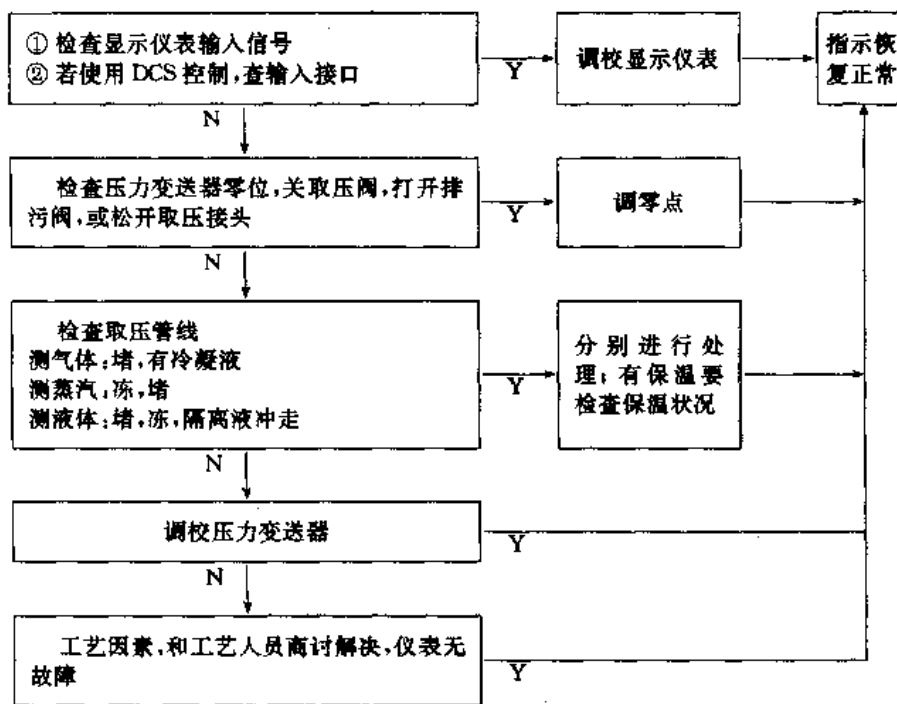 ① 检查显示仪表输入信号
② 若使用 DCS 控制,查输入接口
Y
调校显示仪表
指示恢
复正常
N
检查压力变送器零位,关取压阀,打开排
污阀,或松开取压接头
Y
调零点
N
检查取压管线
测气体:堵,有冷凝液
测蒸汽:冻,堵
测液体:堵,冻,隔离液冲走
Y
分别进行处
理;有保温要
检查保温状况
N
调校压力变送器
Y
N
工艺因素,和工艺人员商讨解决,仪表无
故障
Y